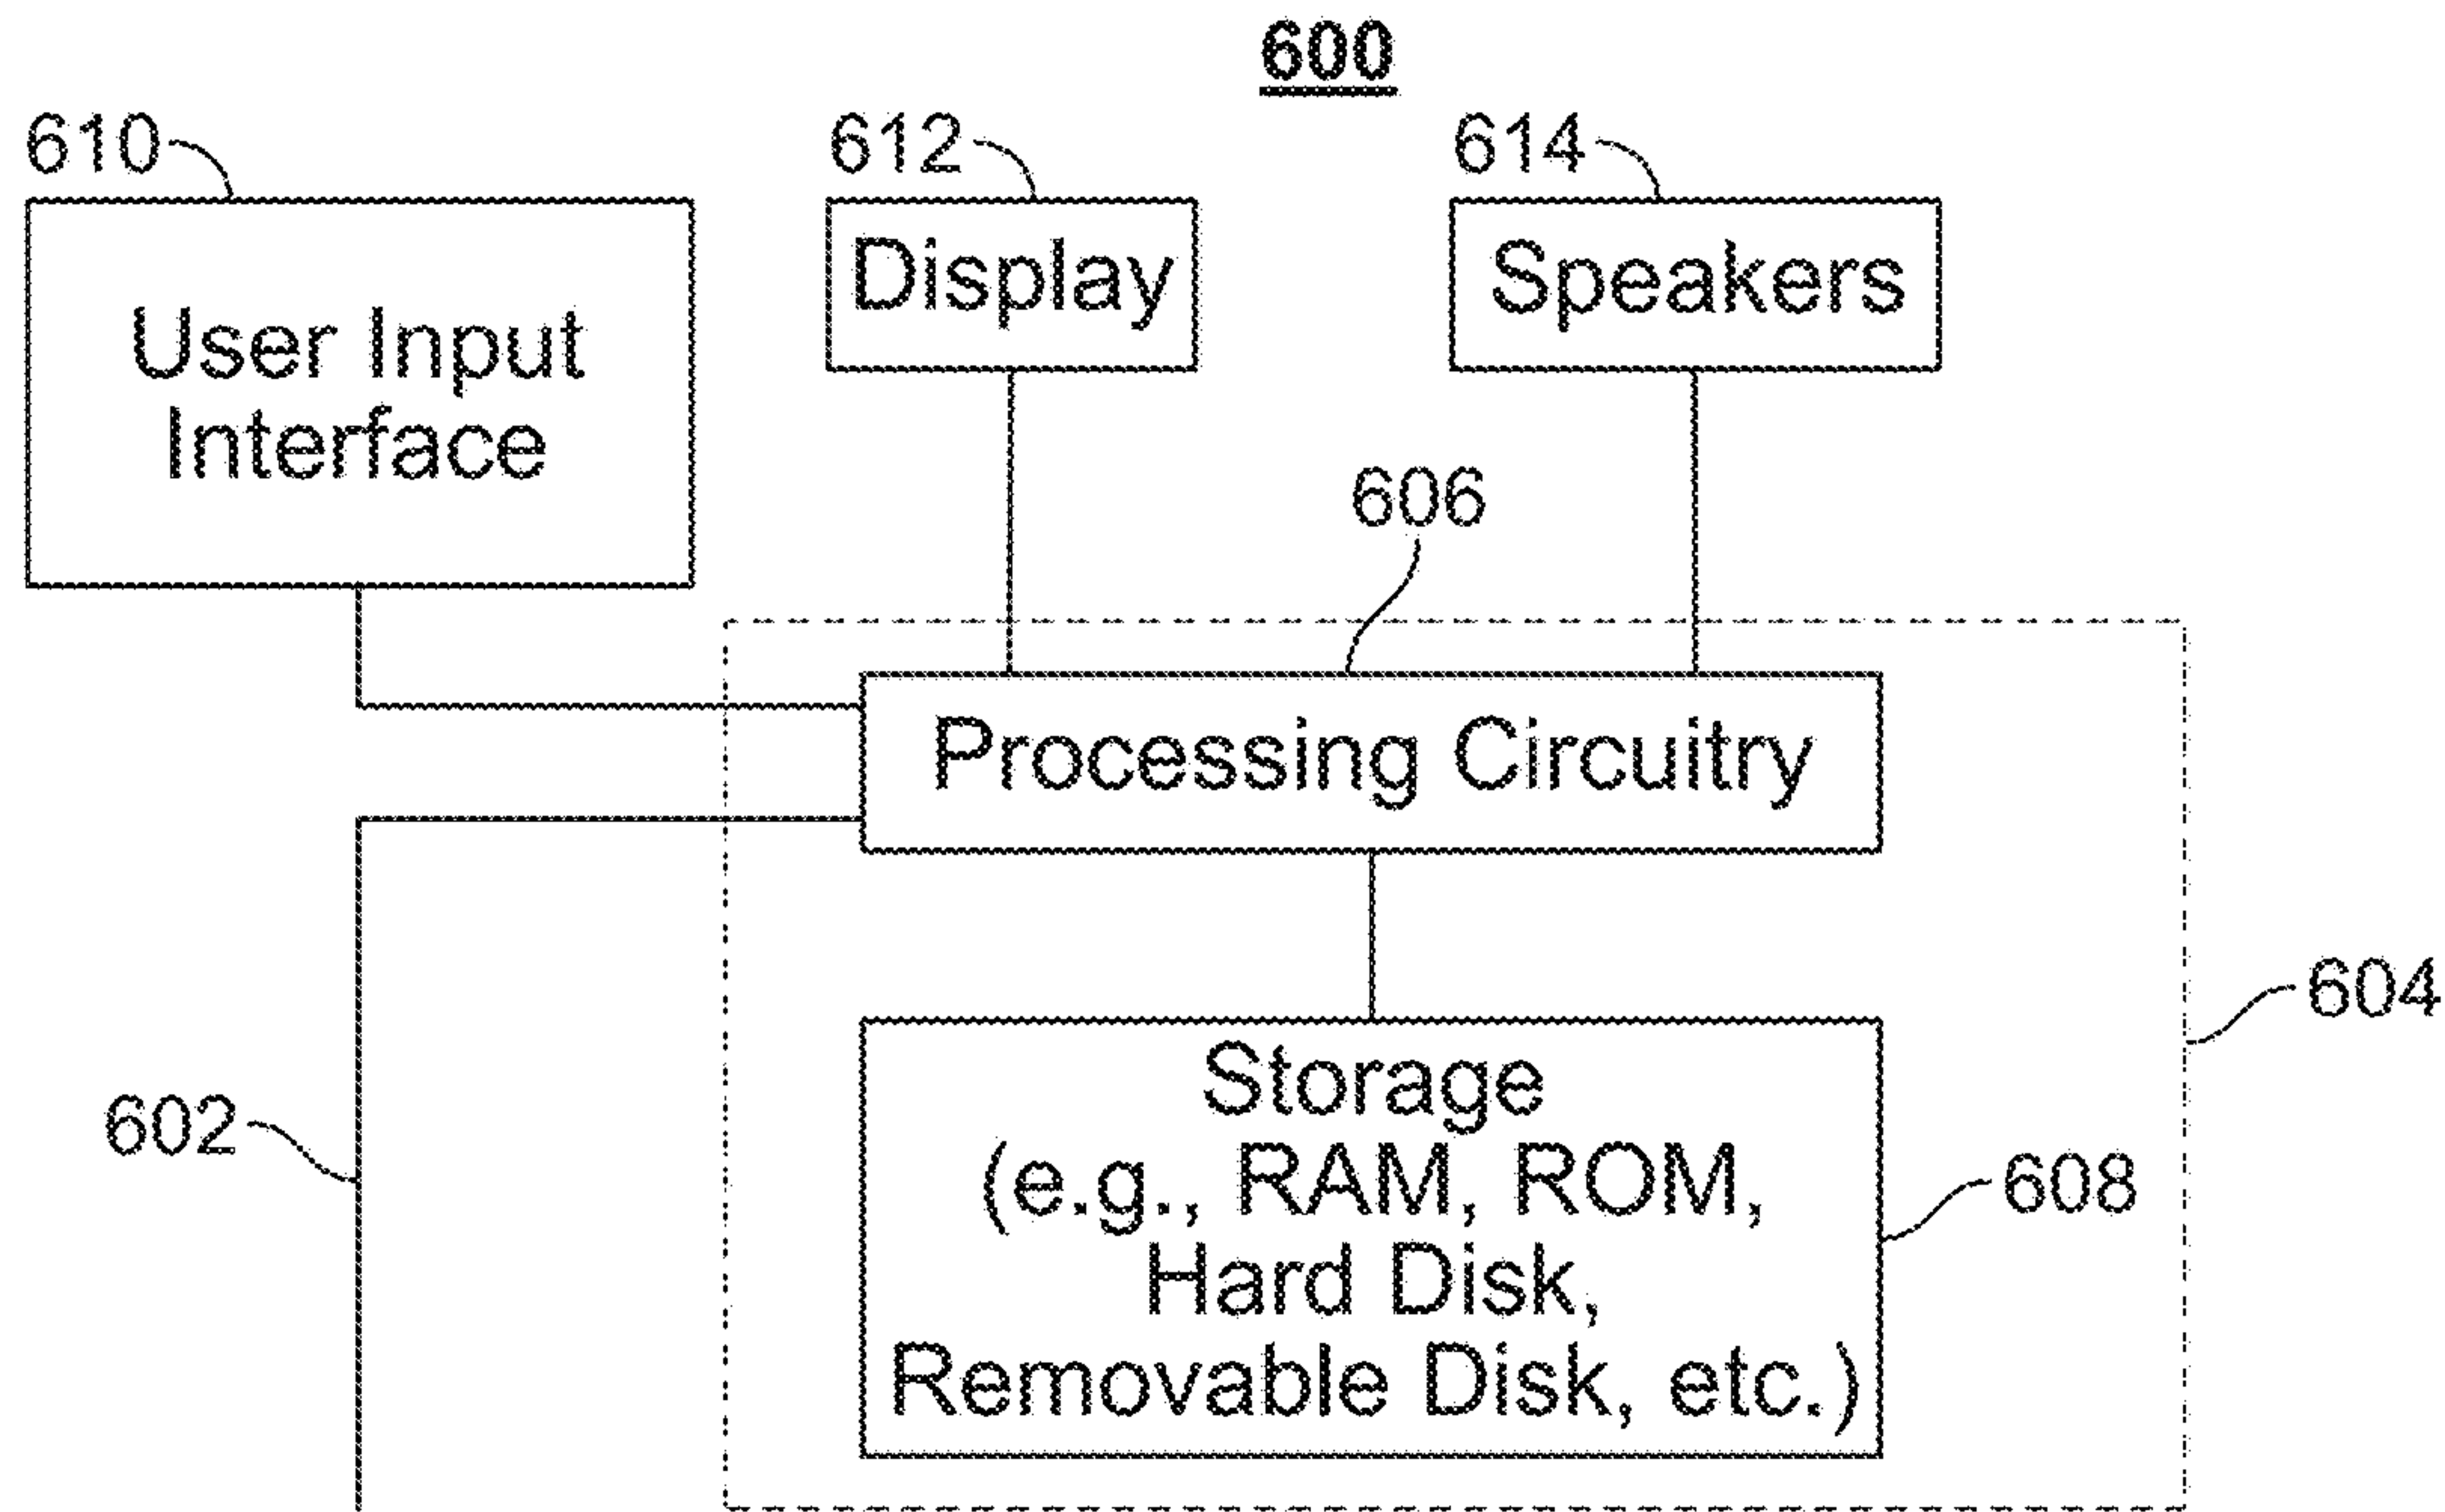 600
610
612
614
User Input
Interface
Display
Speakers
606
Processing Circuitry
604
602
Storage
(e.g., RAM, ROM,
Hard Disk,
Removable Disk, etc.)
608